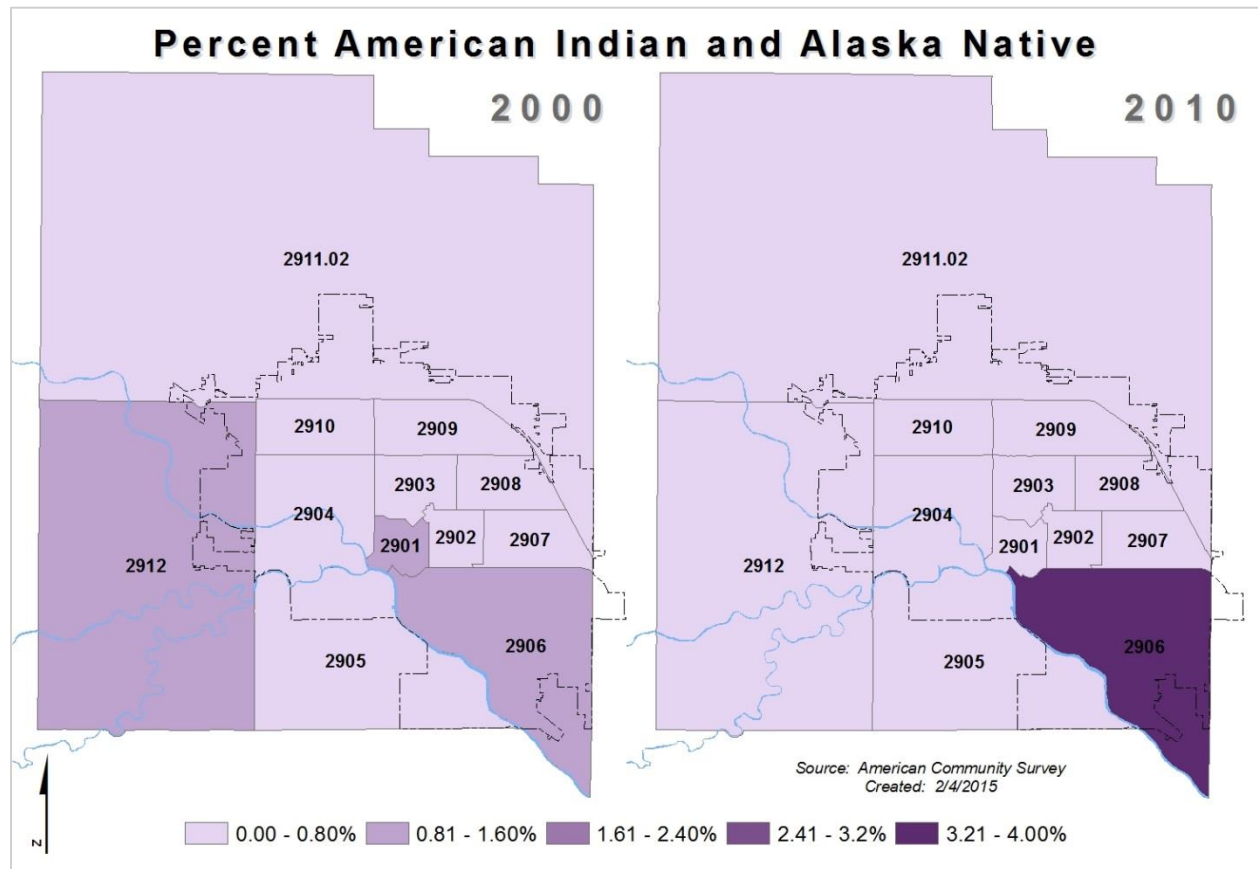 Percent American Indian and Alaska Native
2000
2010
2911.02
2911.02
2910
2909
2910
2909
2903
2908
2903
2908
2904
2904
2901
2902
2907
2901
2902
2907
2912
2912
2906
2906
2905
2905
Source: American Community Survey
Created: 2/4/2015
0.00 - 0.80%
0.81 - 1.60%
1.61 - 2.40%
2.41 - 3.2%
3.21 - 4.00%
N